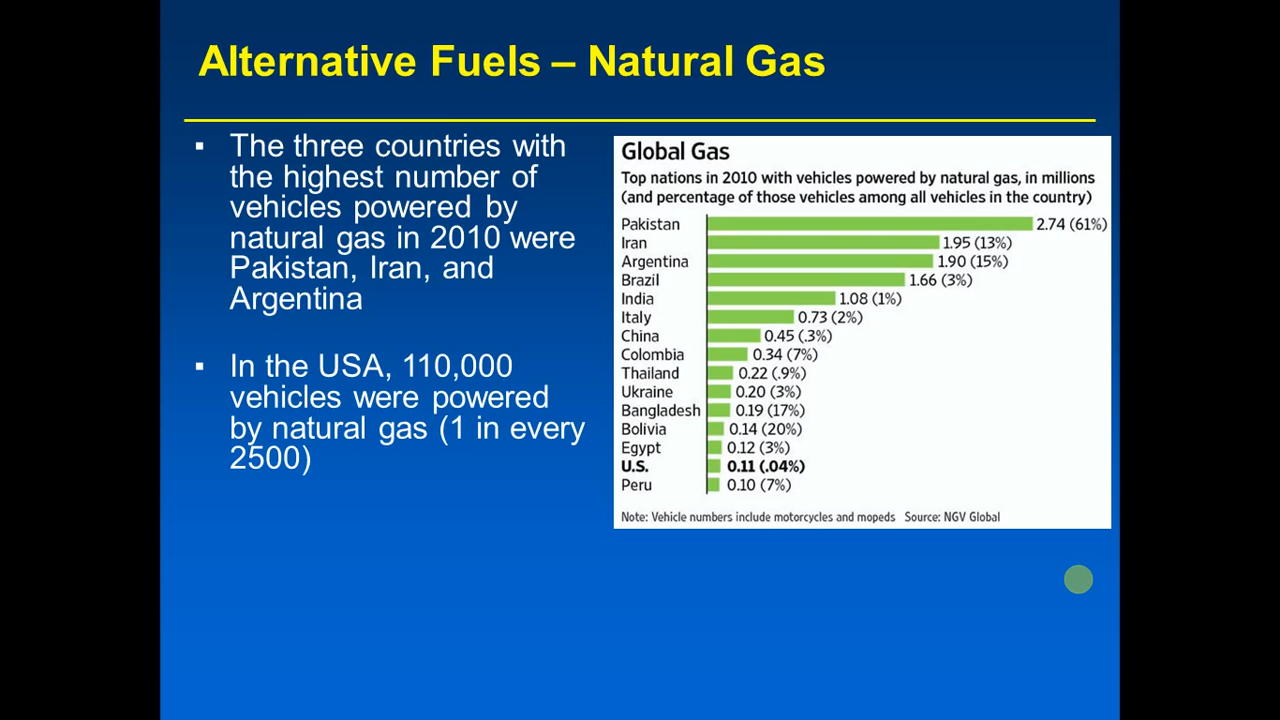 Alternative Fuels – Natural Gas
▪ The three countries with
the highest number of
vehicles powered by
natural gas in 2010 were
Pakistan, Iran, and
Argentina
▪ In the USA, 110,000
vehicles were powered
by natural gas (1 in every
2500)
Global Gas
Top nations in 2010 with vehicles powered by natural gas, in millions
(and percentage of those vehicles among all vehicles in the country)
Pakistan 2.74 (61%)
Iran 1.95 (13%)
Argentina 1.90 (15%)
Brazil 1.66 (3%)
India 1.08 (1%)
Italy 0.73 (2%)
China 0.45 (.3%)
Colombia 0.34 (7%)
Thailand 0.22 (.9%)
Ukraine 0.20 (3%)
Bangladesh 0.19 (17%)
Bolivia 0.14 (20%)
Egypt 0.12 (3%)
U.S. 0.11 (.04%)
Peru 0.10 (7%)
Note: Vehicle numbers include motorcycles and mopeds Source: NGV Global